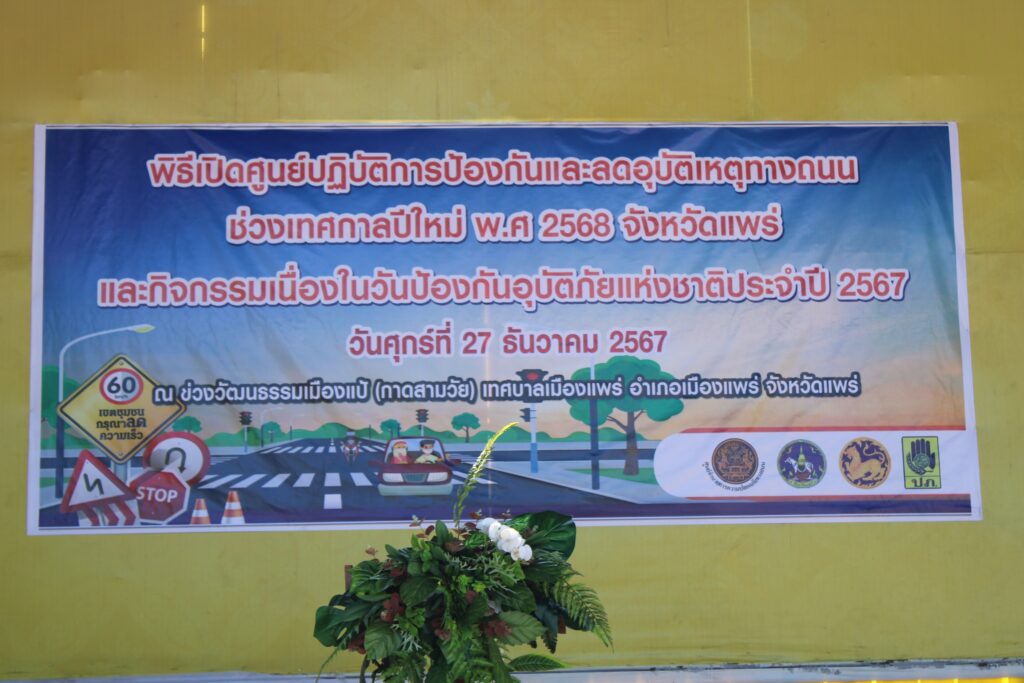 พิธีเปิดศูนย์ปฏิบัติการป้องกันและลดอุบัติเหตุทางถนน
ช่วงเทศกาลปีใหม่ พ.ศ 2568 จังหวัดแพร่
และกิจกรรมเนื่องในวันป้องกันอุบัติภัยแห่งชาติประจำปี 2567
วันศุกร์ที่ 27 ธันวาคม 2567
ณ ข่วงวัฒนธรรมเมืองแป้ (กาดสามวัย) เทศบาลเมืองแพร่ อำเภอเมืองแพร่ จังหวัดแพร่
60
เขตชุมชน
กรุณาลด
ความเร็ว
STOP
ปภ.